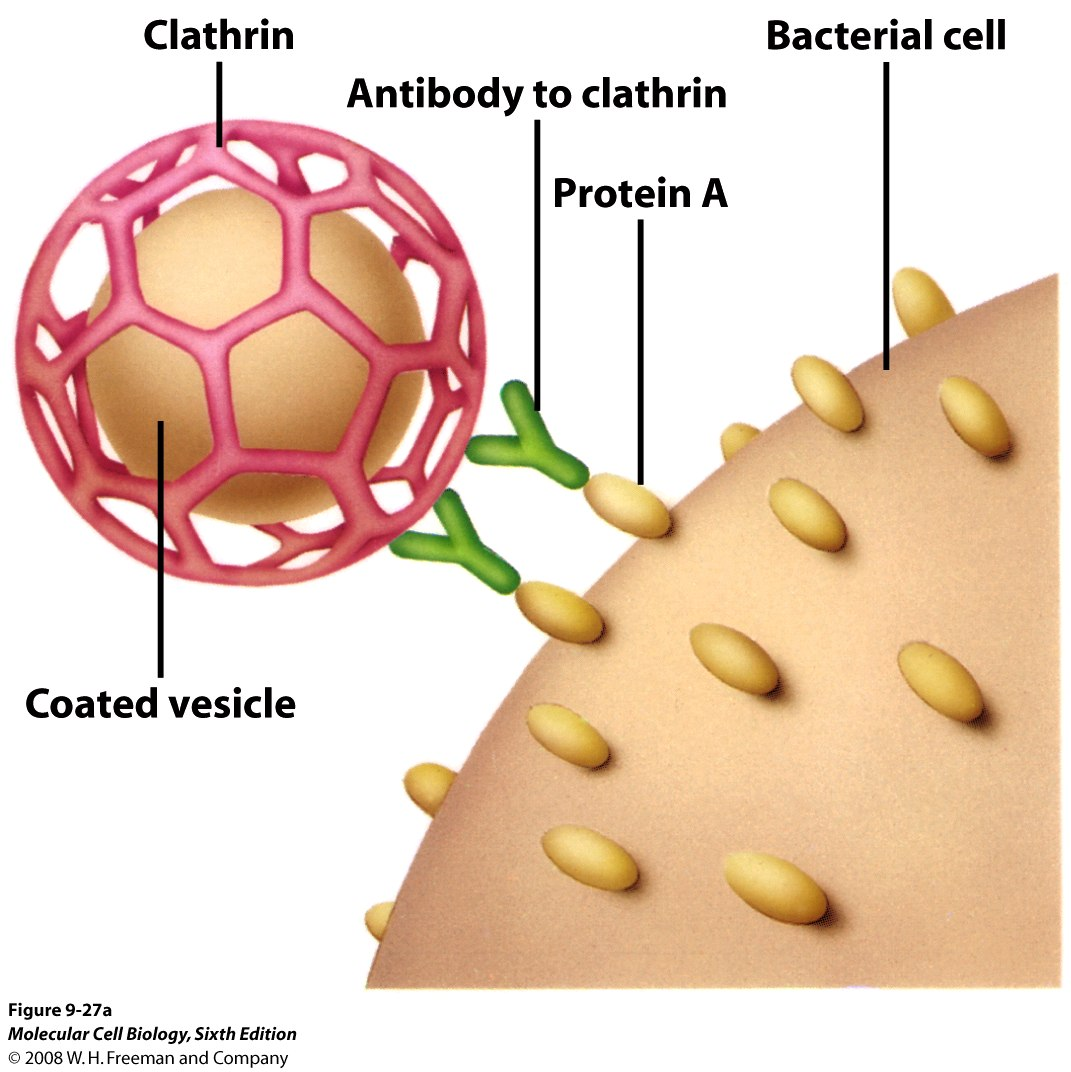 Clathrin
Bacterial cell
Antibody to clathrin
Protein A
Coated vesicle
Figure 9-27a
Molecular Cell Biology, Sixth Edition
© 2008 W. H. Freeman and Company